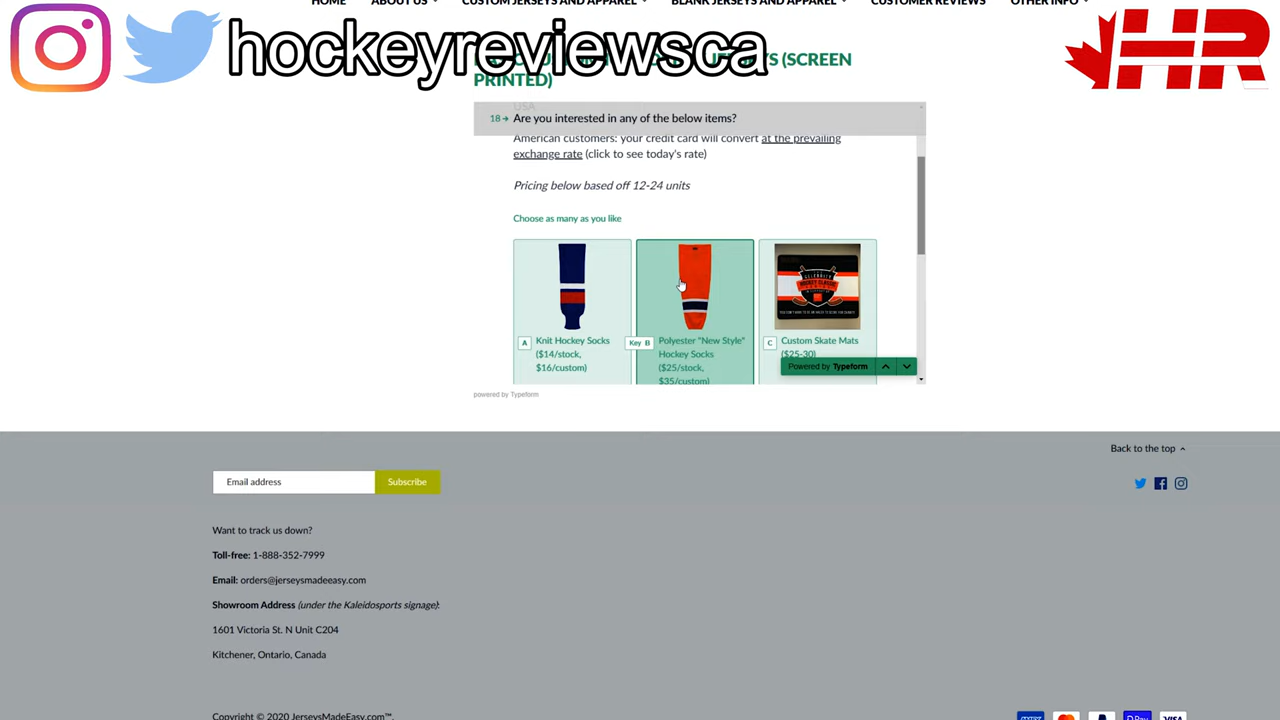 HOME ABOUT US CUSTOM JERSEYS AND APPAREL BLANK JERSEYS AND APPAREL CUSTOMER REVIEWS OTHER INFO
hockeyreviewsca
HR
(SCREEN
PRINTED)
USA
18 Are you interested in any of the below items?
American customers: your credit card will convert at the prevailing
exchange rate (click to see today's rate)
Pricing below based off 12-24 units
Choose as many as you like
A Knit Hockey Socks
($14/stock,
$16/custom)
Key B Polyester "New Style"
Hockey Socks
($25/stock,
$35/custom)
HOCKEY CLASSIC
C Custom Skate Mats
($25-30)
Powered by Typeform
powered by Typeform
Back to the top
Email address
Subscribe
Want to track us down?
Toll-free: 1-888-352-7999
Email: orders@jerseysmadeeasy.com
Showroom Address (under the Kaleidosports signage):
1601 Victoria St. N Unit C204
Kitchener, Ontario, Canada
Copyright © 2020 JerseysMadeEasy.com™.
VISA